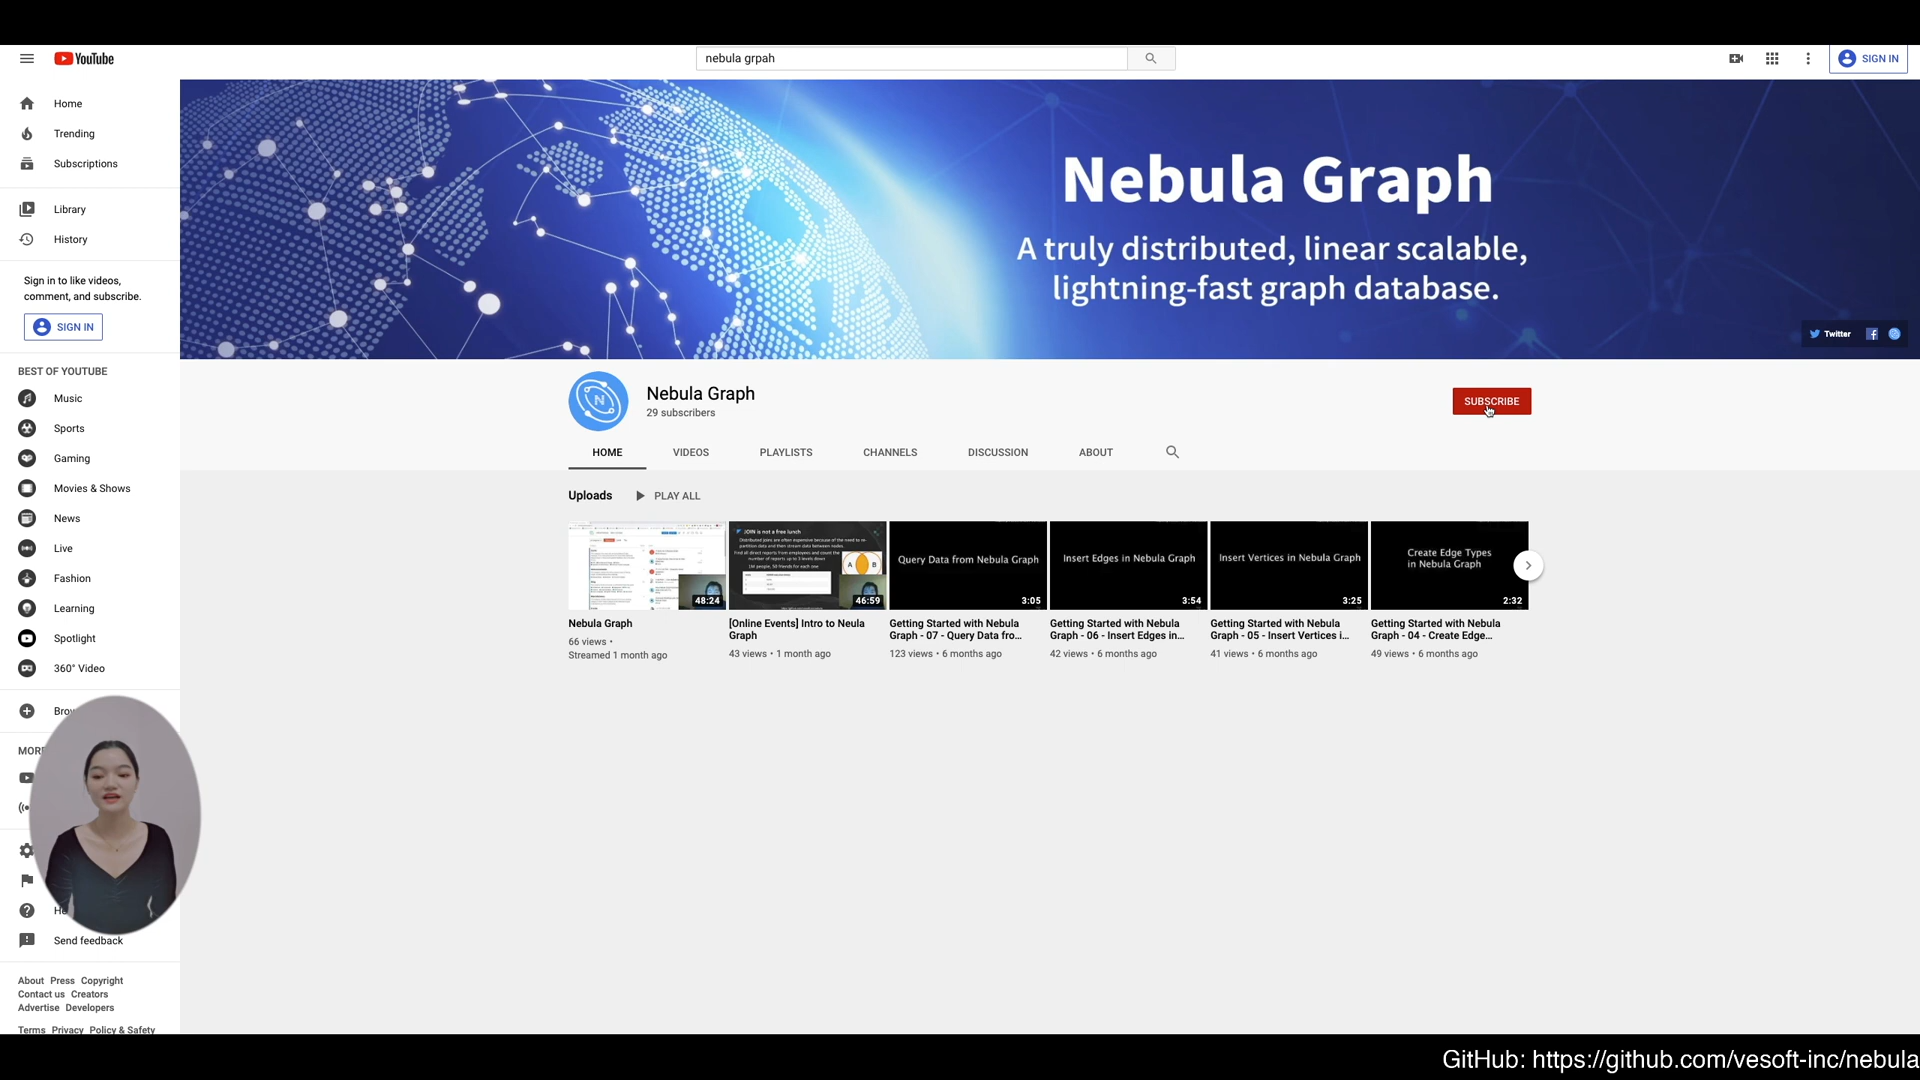 YouTube
nebula grpah
SIGN IN
Home
Trending
Subscriptions
Library
History
Sign in to like videos,
comment, and subscribe.
SIGN IN
BEST OF YOUTUBE
Music
Sports
Gaming
Movies & Shows
News
Live
Fashion
Learning
Spotlight
360° Video
Send feedback
About Press Copyright
Contact us Creators
Advertise Developers
Terms Privacy Policy & Safety
Nebula Graph
A truly distributed, linear scalable,
lightning-fast graph database.
Twitter
Nebula Graph
29 subscribers
SUBSCRIBE
HOME VIDEOS PLAYLISTS CHANNELS DISCUSSION ABOUT
Uploads PLAY ALL
48:24
Nebula Graph
66 views •
Streamed 1 month ago
JOIN is not a free lunch
A B
46:59
[Online Events] Intro to Neula
Graph
43 views • 1 month ago
Query Data from Nebula Graph
3:05
Getting Started with Nebula
Graph - 07 - Query Data fro...
123 views • 6 months ago
Insert Edges in Nebula Graph
3:54
Getting Started with Nebula
Graph - 06 - Insert Edges in...
42 views • 6 months ago
Insert Vertices in Nebula Graph
3:25
Getting Started with Nebula
Graph - 05 - Insert Vertices i...
41 views • 6 months ago
Create Edge Types
in Nebula Graph
2:32
Getting Started with Nebula
Graph - 04 - Create Edge...
49 views • 6 months ago
GitHub: https://github.com/vesoft-inc/nebula